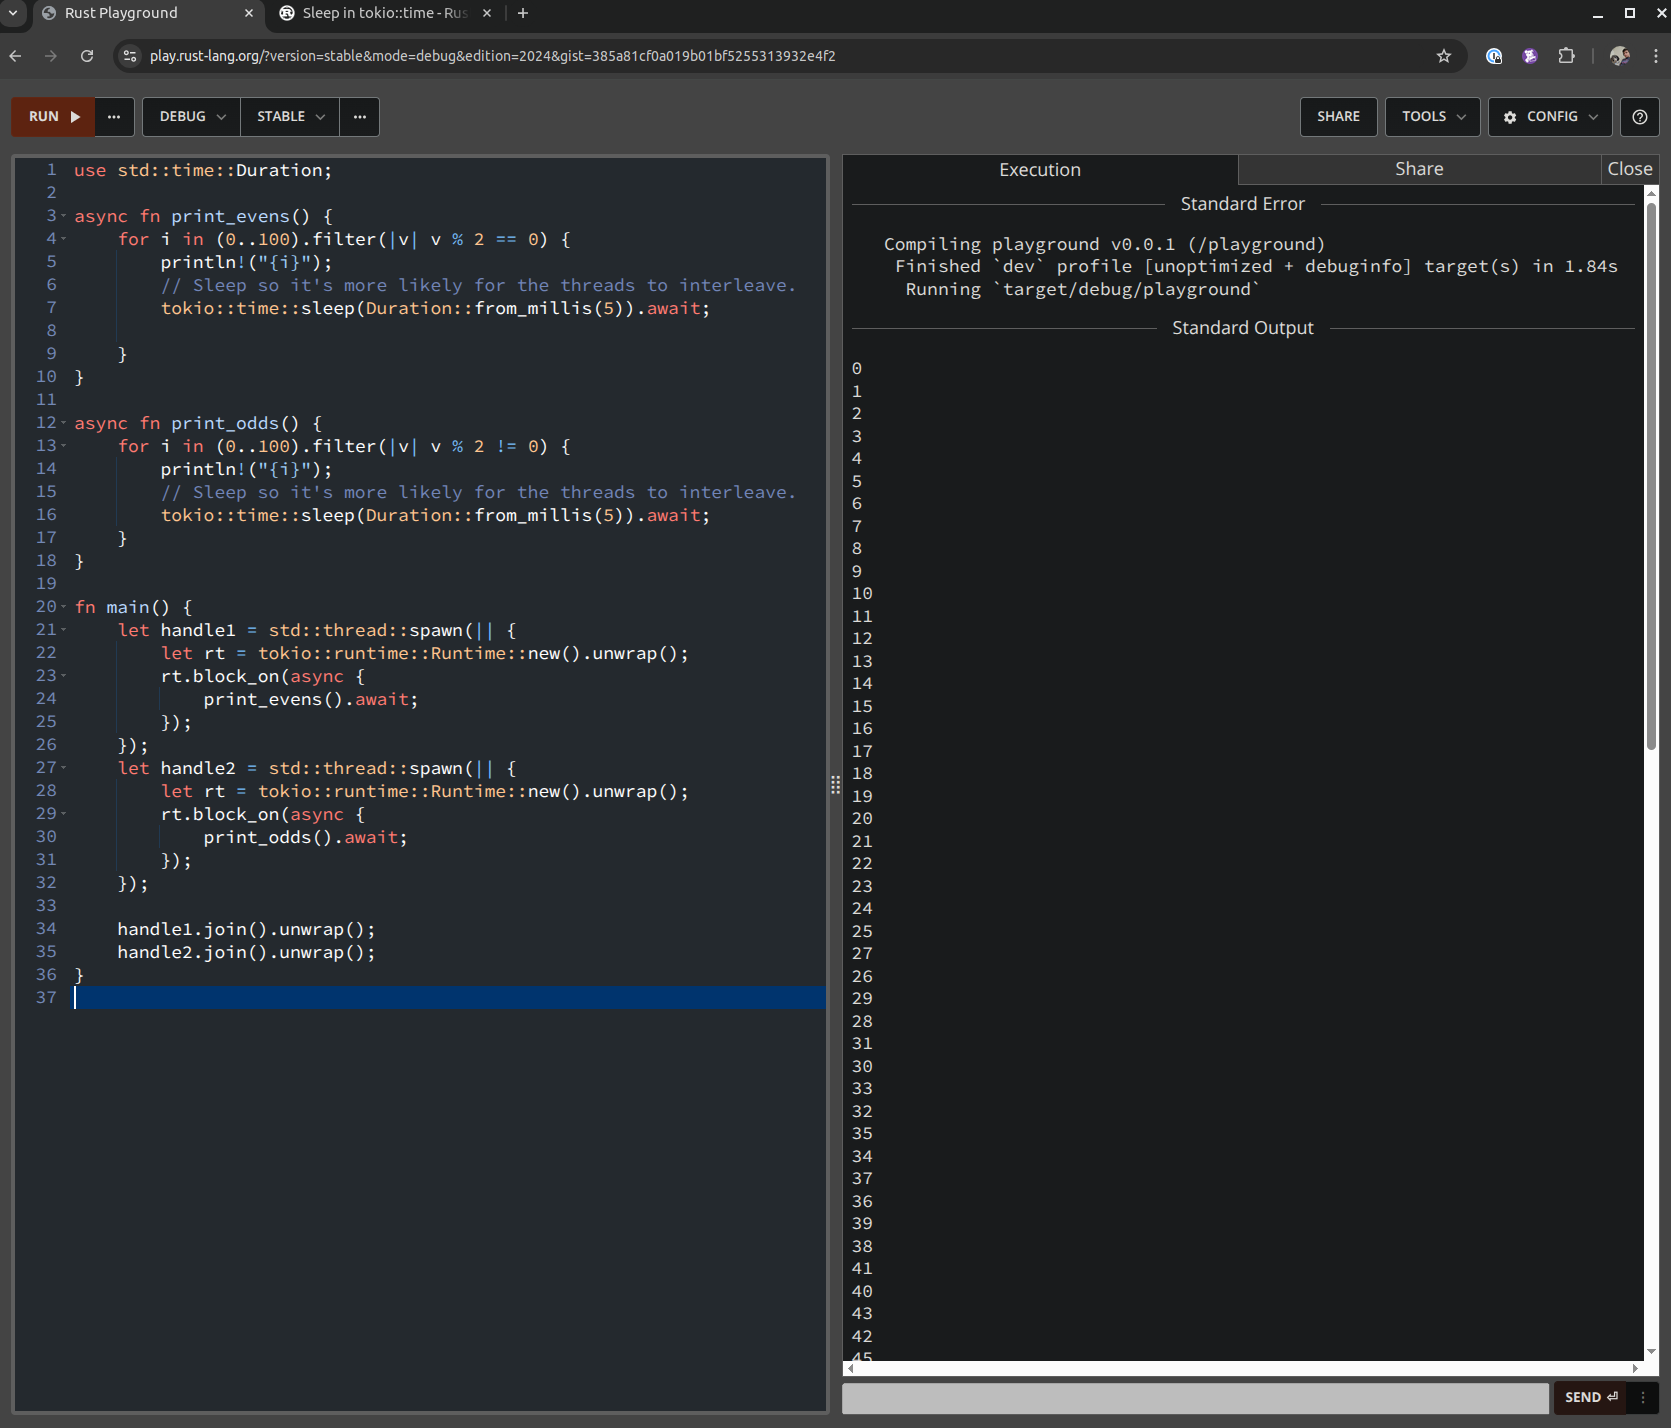 Rust Playground
Sleep in tokio::time - Rus
play.rust-lang.org/?version=stable&mode=debug&edition=2024&gist=385a81cf0a019b01bf5255313932e4f2
RUN ▶ ··· DEBUG STABLE ··· SHARE TOOLS CONFIG
1 use std::time::Duration;
2
3 async fn print_evens() {
4     for i in (0..100).filter(|v| v % 2 == 0) {
5         println!("{i}");
6         // Sleep so it's more likely for the threads to interleave.
7         tokio::time::sleep(Duration::from_millis(5)).await;
8
9     }
10 }
11
12 async fn print_odds() {
13     for i in (0..100).filter(|v| v % 2 != 0) {
14         println!("{i}");
15         // Sleep so it's more likely for the threads to interleave.
16         tokio::time::sleep(Duration::from_millis(5)).await;
17     }
18 }
19
20 fn main() {
21     let handle1 = std::thread::spawn(|| {
22         let rt = tokio::runtime::Runtime::new().unwrap();
23         rt.block_on(async {
24             print_evens().await;
25         });
26     });
27     let handle2 = std::thread::spawn(|| {
28         let rt = tokio::runtime::Runtime::new().unwrap();
29         rt.block_on(async {
30             print_odds().await;
31         });
32     });
33
34     handle1.join().unwrap();
35     handle2.join().unwrap();
36 }
37
Execution Share Close
Standard Error
Compiling playground v0.0.1 (/playground)
Finished `dev` profile [unoptimized + debuginfo] target(s) in 1.84s
Running `target/debug/playground`
Standard Output
0
1
2
3
4
5
6
7
8
9
10
11
12
13
14
15
16
17
18
19
20
21
22
23
24
25
27
26
29
28
31
30
33
32
35
34
37
36
39
38
41
40
43
42
45
SEND